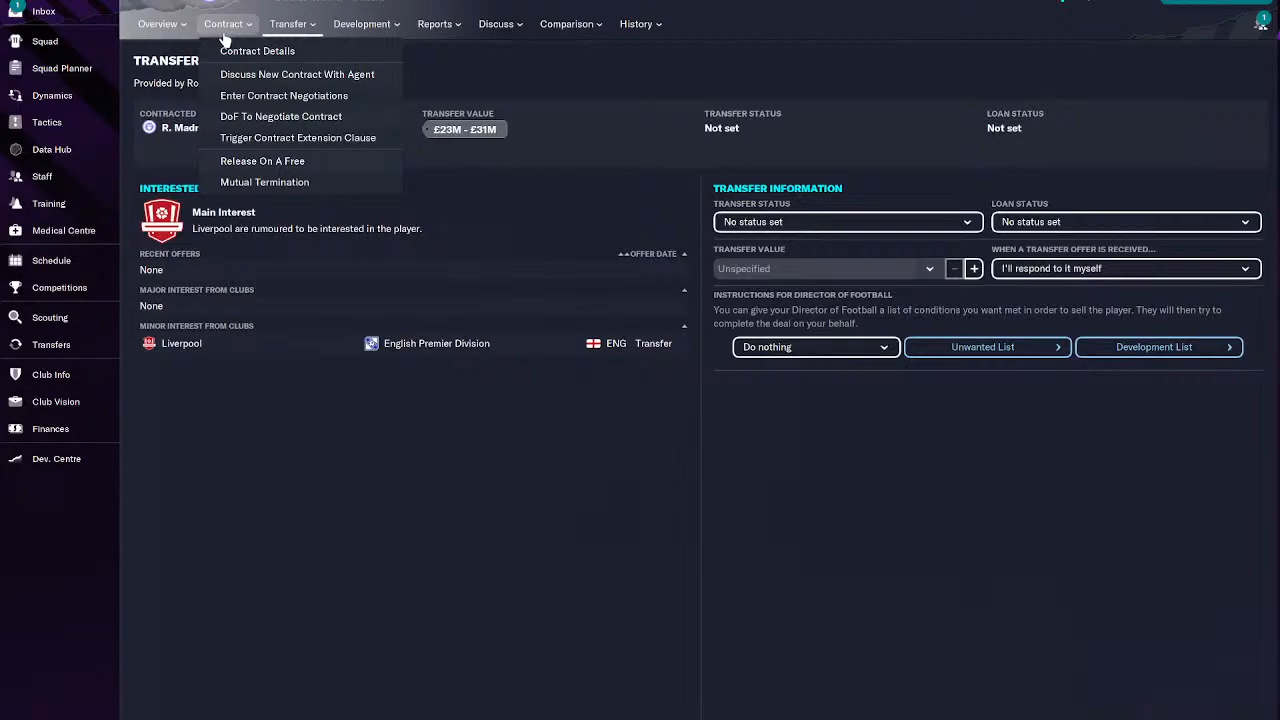 1
Inbox
Squad
Squad Planner
Dynamics
Tactics
Data Hub
Staff
Training
Medical Centre
Schedule
Competitions
Scouting
Transfers
Club Info
Club Vision
Finances
Dev. Centre
Overview Contract Transfer Development Reports Discuss Comparison History
1
Contract Details
Discuss New Contract With Agent
Enter Contract Negotiations
DoF To Negotiate Contract
Trigger Contract Extension Clause
Release On A Free
Mutual Termination
TRANSFER
Provided by Ro
CONTRACTED TRANSFER VALUE TRANSFER STATUS LOAN STATUS
R. Madr £23M - £31M Not set Not set
INTERESTED
Main Interest
Liverpool are rumoured to be interested in the player.
RECENT OFFERS OFFER DATE
None
MAJOR INTEREST FROM CLUBS
None
MINOR INTEREST FROM CLUBS
Liverpool English Premier Division ENG Transfer
TRANSFER INFORMATION
TRANSFER STATUS LOAN STATUS
No status set No status set
TRANSFER VALUE WHEN A TRANSFER OFFER IS RECEIVED...
Unspecified - + I'll respond to it myself
INSTRUCTIONS FOR DIRECTOR OF FOOTBALL
You can give your Director of Football a list of conditions you want met in order to sell the player. They will then try to
complete the deal on your behalf.
Do nothing Unwanted List Development List